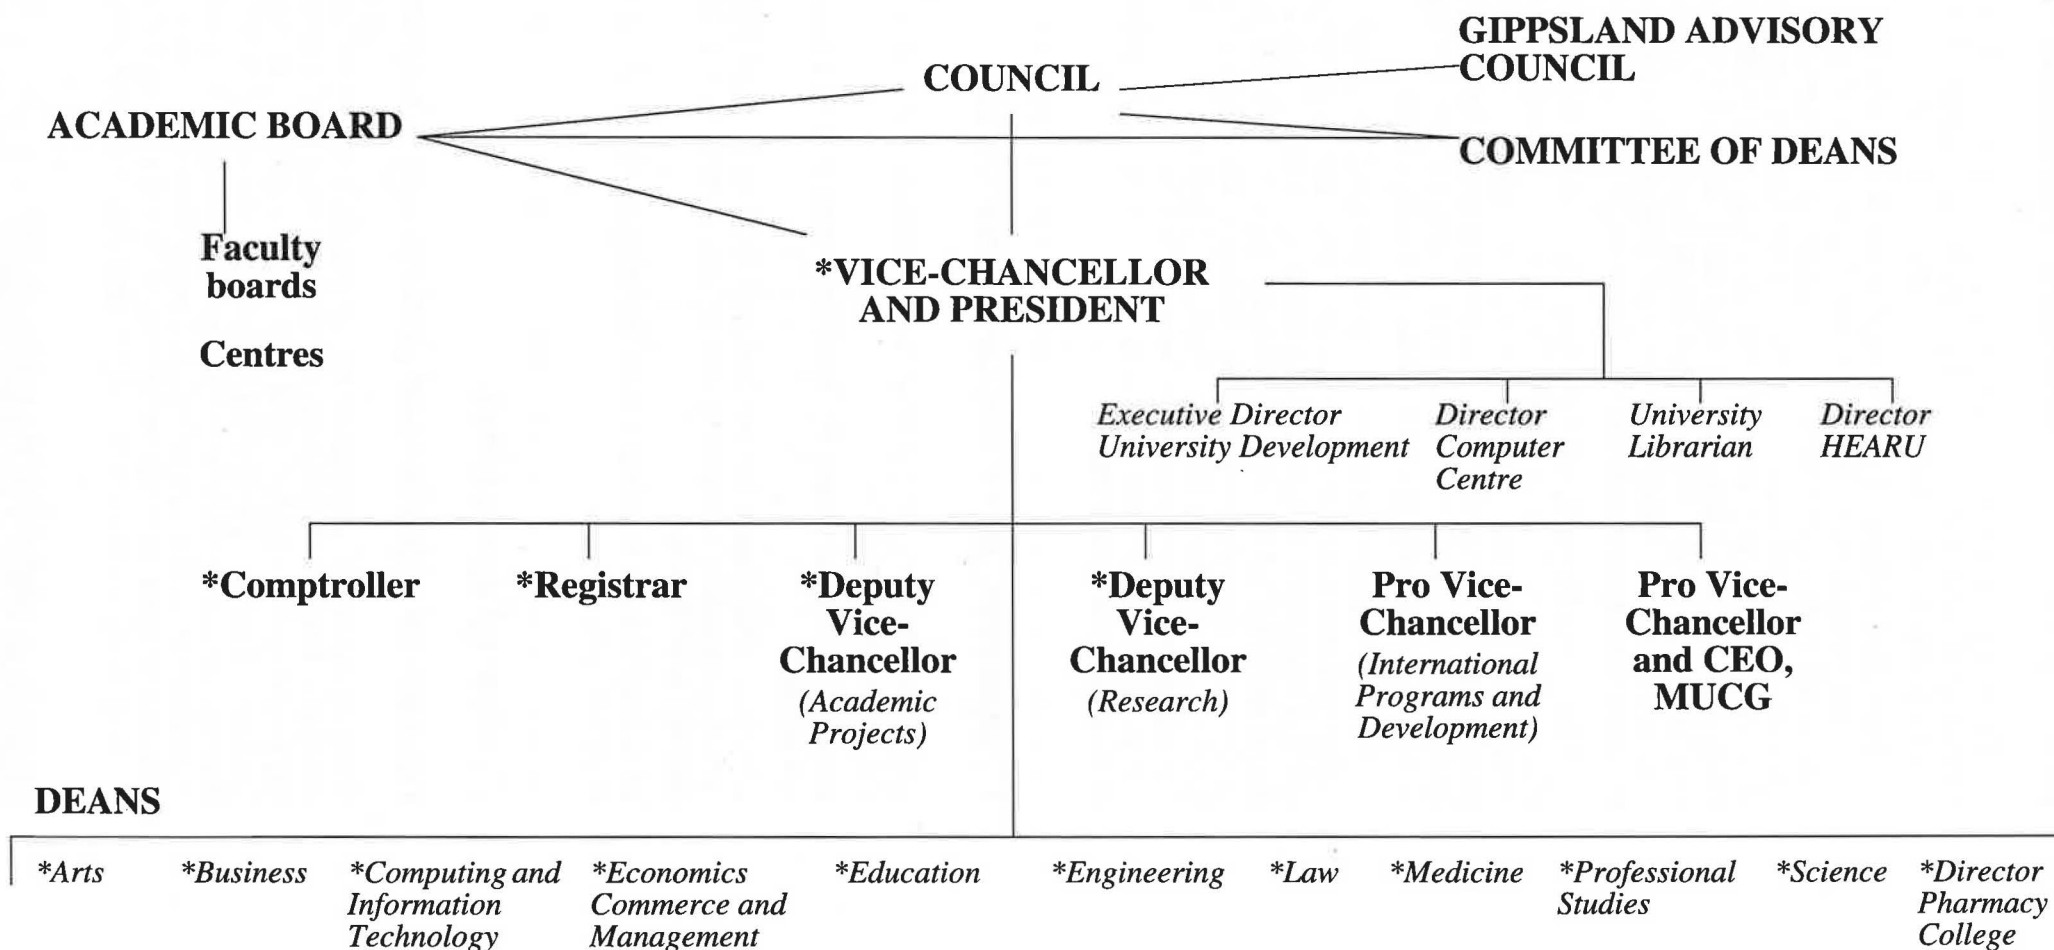 GIPPSLAND ADVISORY
COUNCIL
COUNCIL
ACADEMIC BOARD
COMMITTEE OF DEANS
Faculty
boards
Centres
*VICE-CHANCELLOR
AND PRESIDENT
Executive Director
University Development
Director
Computer
Centre
University
Librarian
Director
HEARU
*Comptroller
*Registrar
*Deputy
Vice-
Chancellor
(Academic
Projects)
*Deputy
Vice-
Chancellor
(Research)
Pro Vice-
Chancellor
(International
Programs and
Development)
Pro Vice-
Chancellor
and CEO,
MUCG
DEANS
*Arts
*Business
*Computing and
Information
Technology
*Economics
Commerce and
Management
*Education
*Engineering
*Law
*Medicine
*Professional
Studies
*Science
*Director
Pharmacy
College